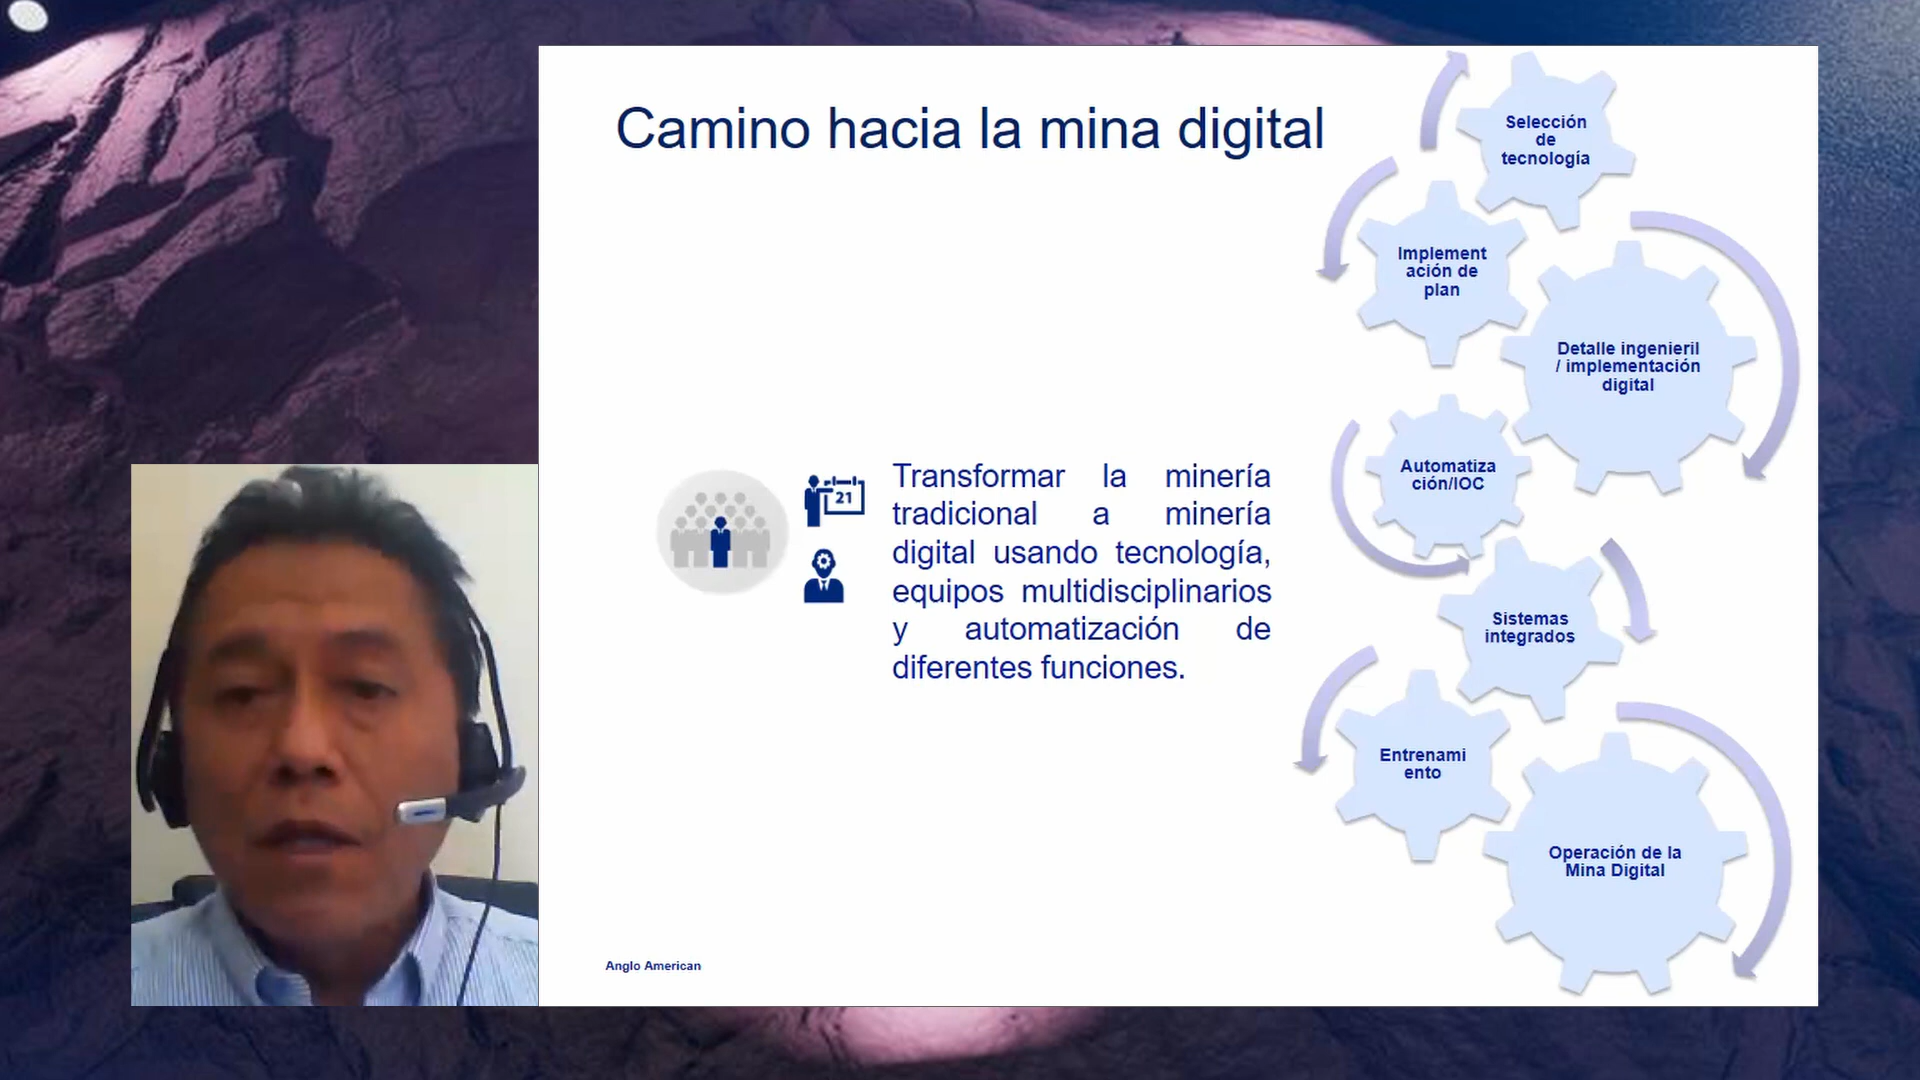 Camino hacia la mina digital
21
Transformar la minería
tradicional a minería
digital usando tecnología,
equipos multidisciplinarios
y automatización de
diferentes funciones.
Selección
de
tecnología
Implement
ación de
plan
Detalle ingenieril
/ implementación
digital
Automatiza
ción/IOC
Sistemas
integrados
Entrenami
ento
Operación de la
Mina Digital
Anglo American